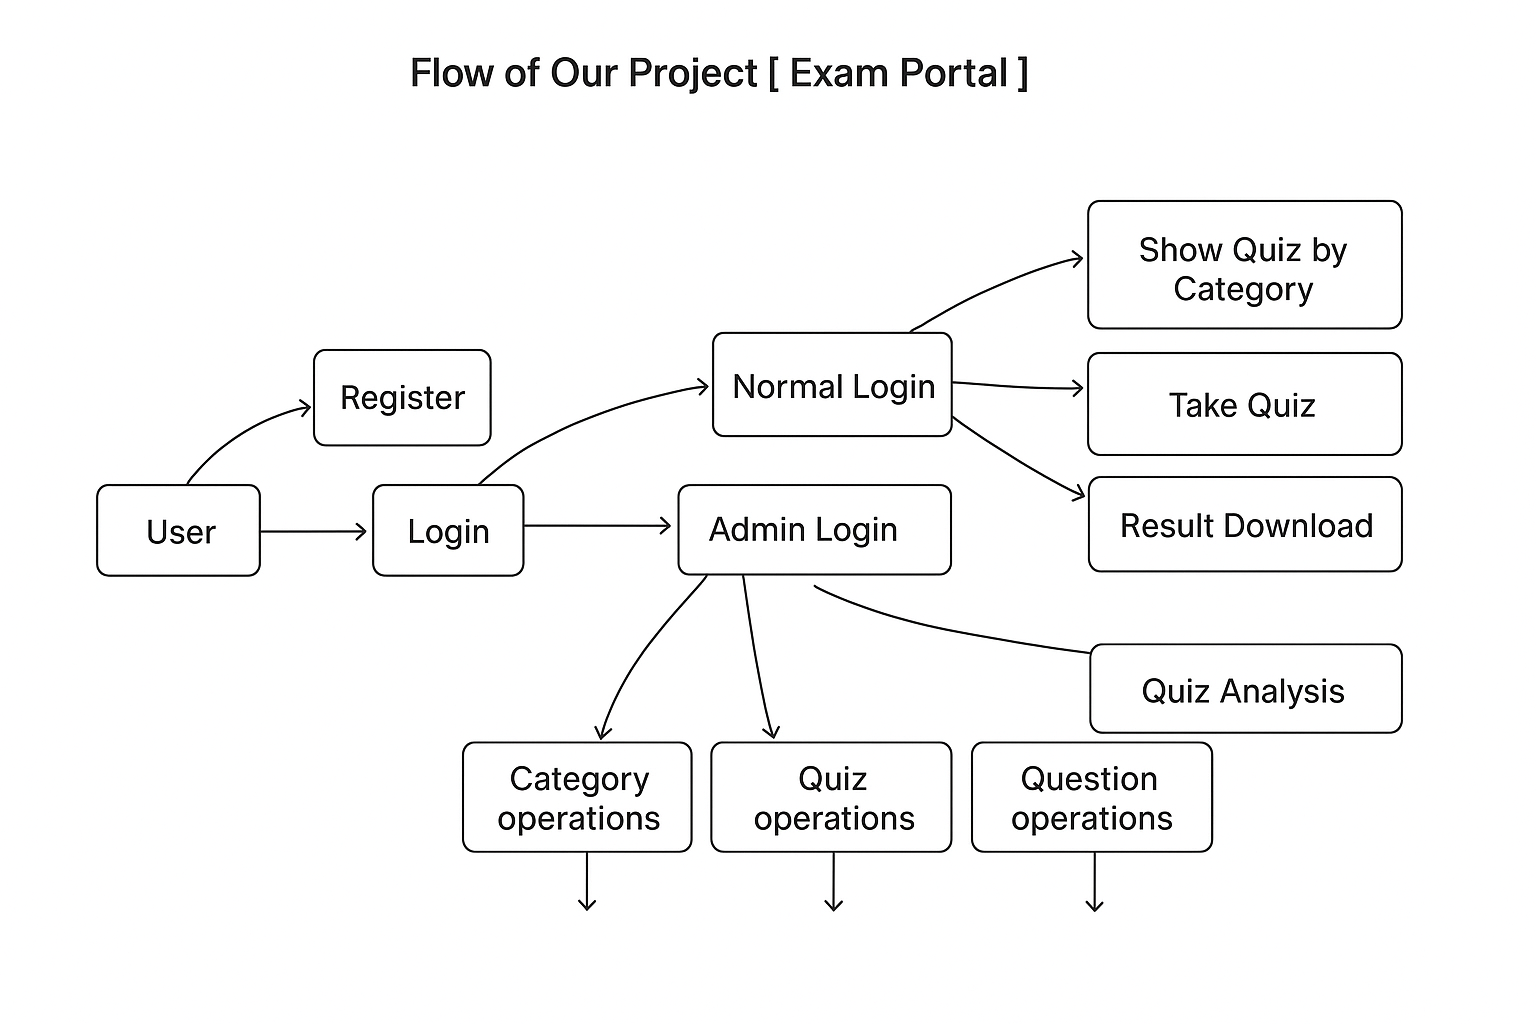 Flow of Our Project [ Exam Portal ]
Show Quiz by
Category
Register
Normal Login
Take Quiz
User
Login
Admin Login
Result Download
Quiz Analysis
Category
operations
Quiz
operations
Question
operations